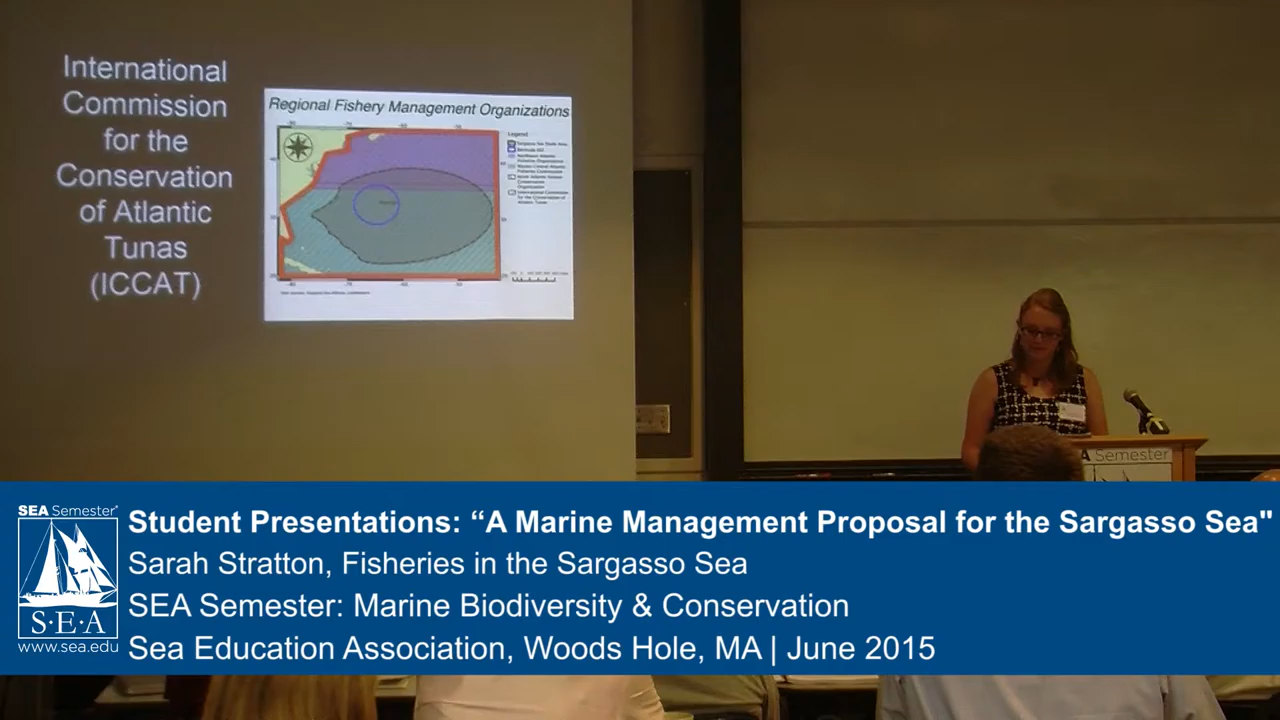 International
Commission
for the
Conservation
of Atlantic
Tunas
(ICCAT)
Regional Fishery Management Organizations
Legend
SEA Semester
SEA Semester
S·E·A
www.sea.edu
Student Presentations: “A Marine Management Proposal for the Sargasso Sea"
Sarah Stratton, Fisheries in the Sargasso Sea
SEA Semester: Marine Biodiversity & Conservation
Sea Education Association, Woods Hole, MA | June 2015